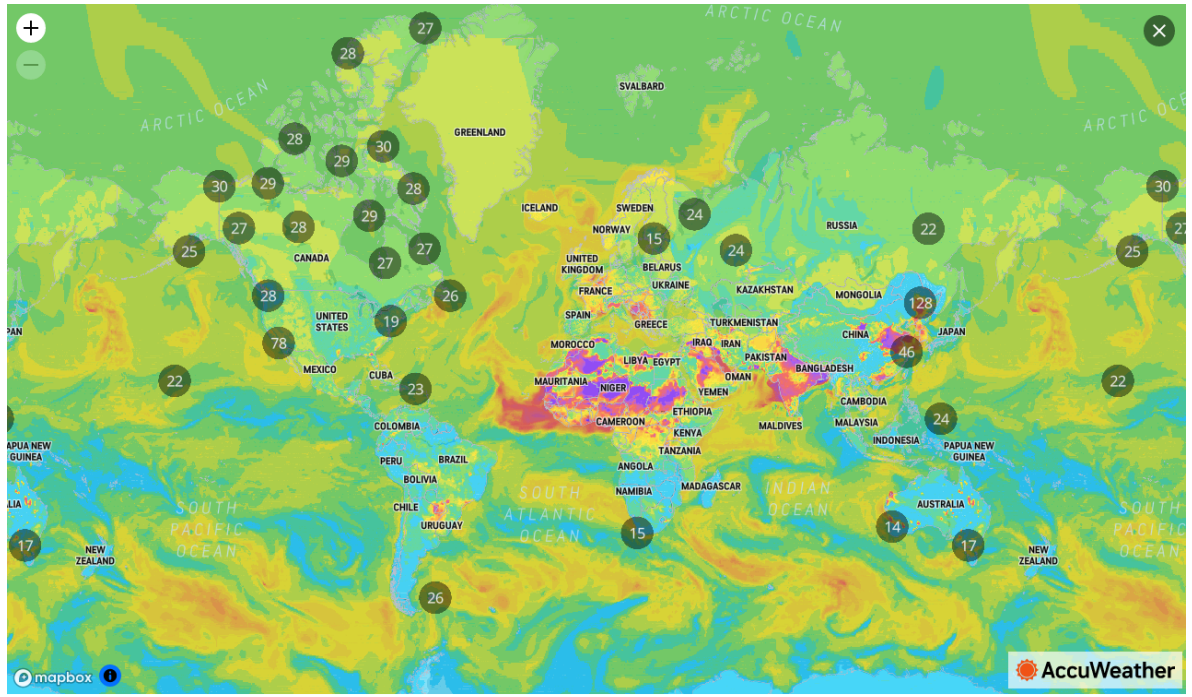 +
−
27
ARCTIC OCEAN
×
28
SVALBARD
ARCTIC OCEAN
ARCTIC OCE
28
GREENLAND
30
29
30
29
28
30
ICELAND
SWEDEN
29
24
27
28
NORWAY
15
RUSSIA
22
27
25
CANADA
27
27
UNITED
KINGDOM
BELARUS
24
25
28
26
FRANCE
UKRAINE
KAZAKHSTAN
MONGOLIA
128
UNITED
STATES
19
SPAIN
GREECE
TURKMENISTAN
CHINA
JAPAN
PAN
78
MOROCCO
IRAQ
IRAN
46
MEXICO
CUBA
LIBYA
EGYPT
PAKISTAN
BANGLADESH
22
23
MAURITANIA
NIGER
OMAN
YEMEN
22
CAMBODIA
COLOMBIA
CAMEROON
ETHIOPIA
KENYA
MALDIVES
MALAYSIA
24
INDONESIA
PAPUA NEW
GUINEA
APUA NEW
GUINEA
PERU
BRAZIL
TANZANIA
ANGOLA
BOLIVIA
NAMIBIA
MADAGASCAR
ALIA
SOUTH
PACIFIC
OCEAN
CHILE
URUGUAY
SOUTH
ATLANTIC
OCEAN
INDIAN
OCEAN
AUSTRALIA
SOUTH
PACIFIC
OCEAN
17
15
14
17
NEW
ZEALAND
NEW
ZEALAND
26
mapbox
i
AccuWeather